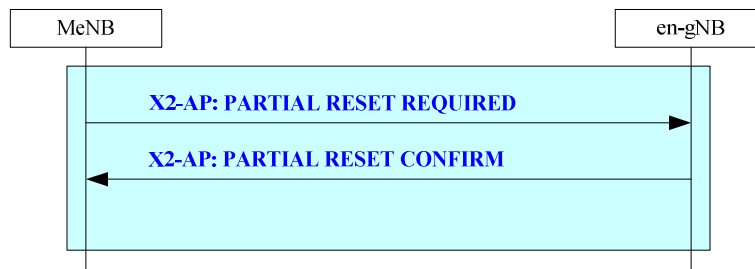 MeNB
en-gNB
X2-AP: PARTIAL RESET REQUIRED
X2-AP: PARTIAL RESET CONFIRM